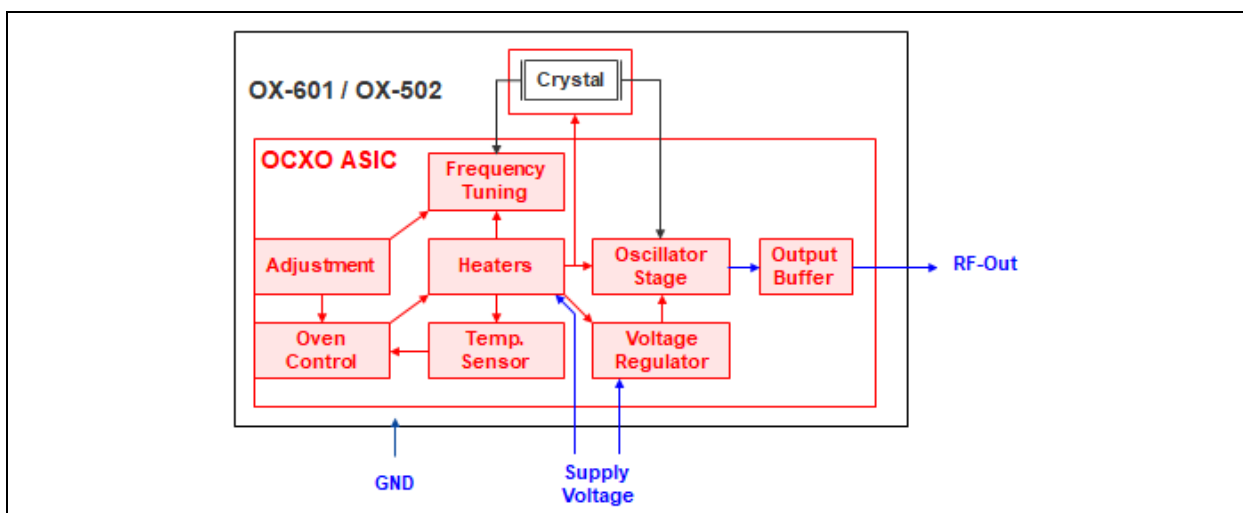 Crystal
OX-601 / OX-502
OCXO ASIC
Frequency
Tuning
Adjustment
Heaters
Oscillator
Stage
Output
Buffer
RF-Out
Oven
Control
Temp.
Sensor
Voltage
Regulator
GND
Supply
Voltage